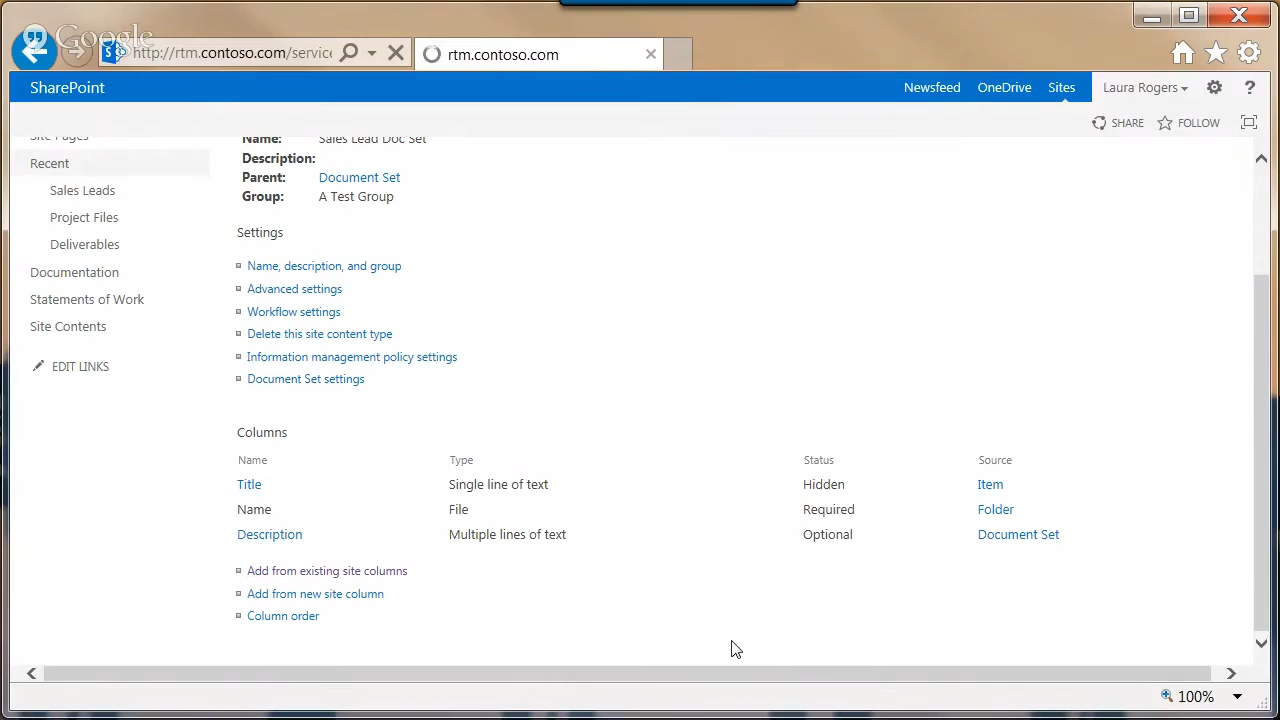 Google
http://rtm.contoso.com/service
rtm.contoso.com
SharePoint
Newsfeed OneDrive Sites Laura Rogers ?
SHARE FOLLOW
Site Pages
Recent
Sales Leads
Project Files
Deliverables
Documentation
Statements of Work
Site Contents
EDIT LINKS
Name: Sales Lead Doc Set
Description:
Parent: Document Set
Group: A Test Group
Settings
Name, description, and group
Advanced settings
Workflow settings
Delete this site content type
Information management policy settings
Document Set settings
Columns
Name Type Status Source
Title Single line of text Hidden Item
Name File Required Folder
Description Multiple lines of text Optional Document Set
Add from existing site columns
Add from new site column
Column order
100%